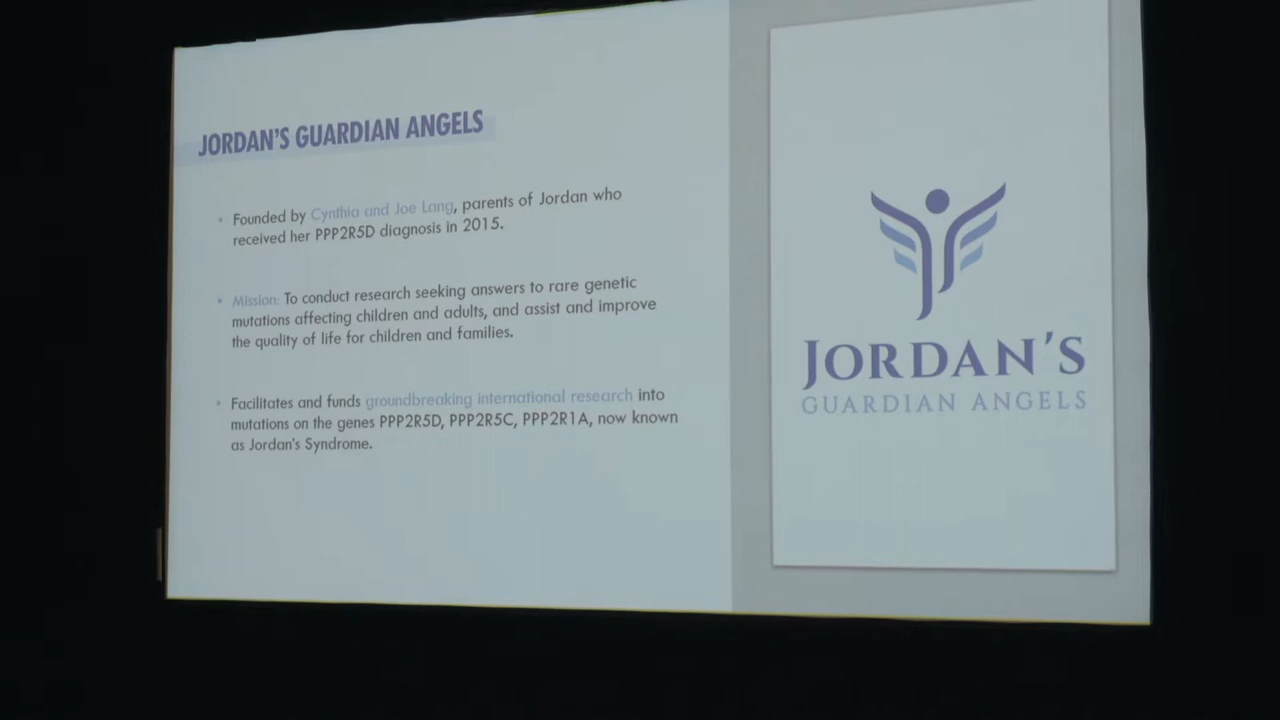 JORDAN'S GUARDIAN ANGELS
• Founded by Cynthia and Joe Lang, parents of Jordan who
received her PPP2R5D diagnosis in 2015.
• Mission: To conduct research seeking answers to rare genetic
mutations affecting children and adults, and assist and improve
the quality of life for children and families.
• Facilitates and funds groundbreaking international research into
mutations on the genes PPP2R5D, PPP2R5C, PPP2R1A, now known
as Jordan's Syndrome.
JORDAN'S
GUARDIAN ANGELS